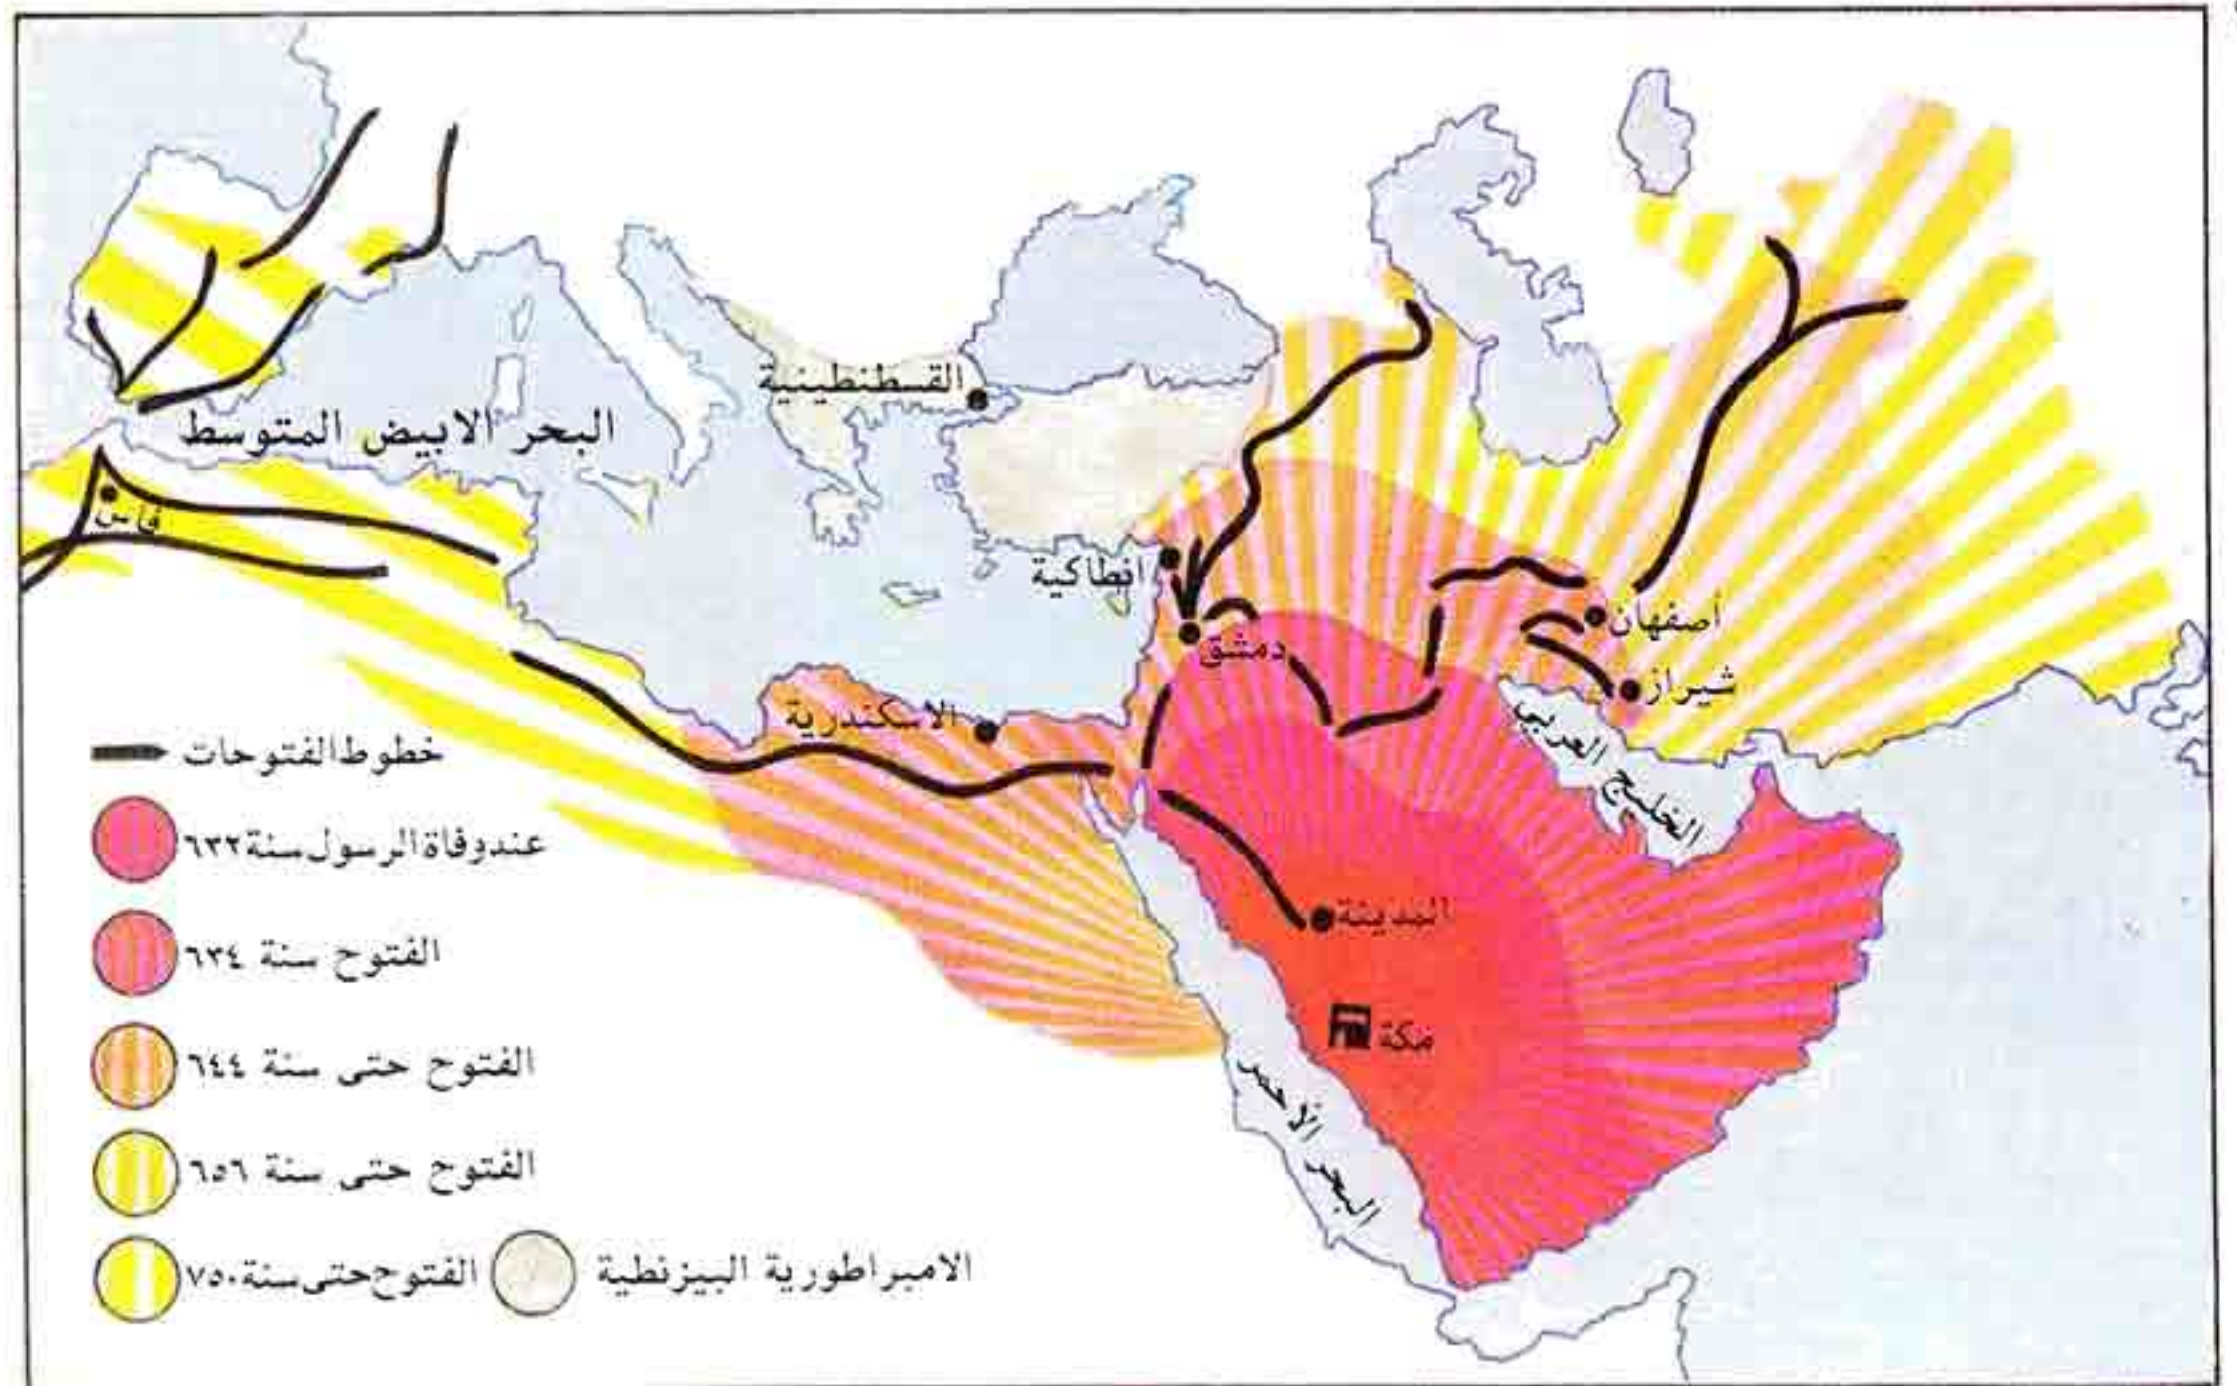 القسطنطينية
البحر الابيض المتوسط
فاس
انطاكية
دمشق
أصفهان
شيراز
الاسكندرية
الخليج العربي
المدينة
مكة
البحر الأحمر
خطوط الفتوحات
عند وفاة الرسول سنة ٦٣٢
الفتوح سنة ٦٣٤
الفتوح حتى سنة ٦٤٤
الفتوح حتى سنة ٦٥٦
الفتوح حتى سنة ٧٥٠
الامبراطورية البيزنطية